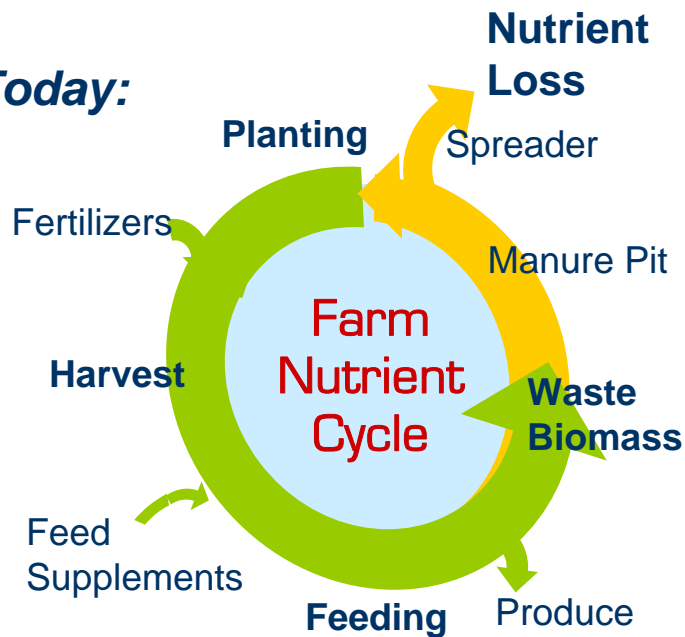 Today:
Nutrient
Loss
Planting
Spreader
Fertilizers
Manure Pit
Farm
Nutrient
Cycle
Harvest
Waste
Biomass
Feed
Supplements
Feeding
Produce